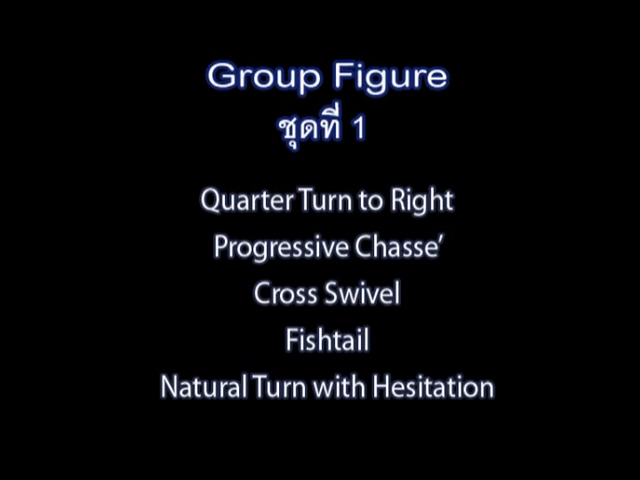 Group Figure
ชุดที่ 1
Quarter Turn to Right
Progressive Chasse’
Cross Swivel
Fishtail
Natural Turn with Hesitation